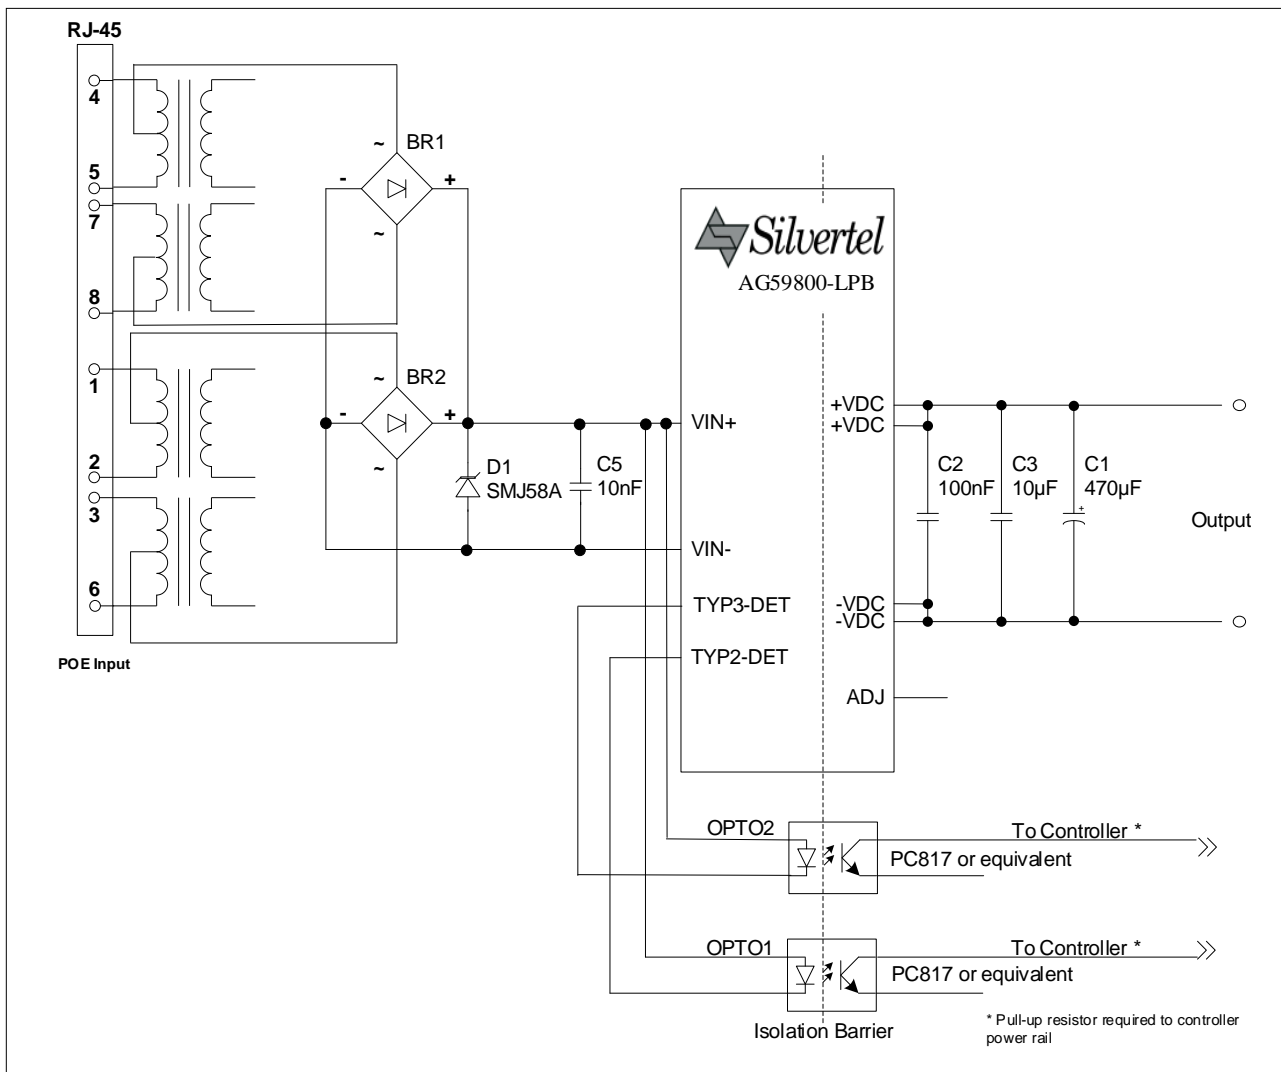 RJ-45
4
5
7
8
1
2
3
6
POE Input
~
BR1
-
+
~
~
BR2
-
+
~
D1
SMJ58A
C5
10nF
Silvertel
AG59800-LPB
VIN+
VIN-
TYP3-DET
TYP2-DET
+VDC
+VDC
-VDC
-VDC
ADJ
C2
100nF
C3
10µF
C1
470µF
+
Output
OPTO2
To Controller *
PC817 or equivalent
OPTO1
To Controller *
PC817 or equivalent
Isolation Barrier
* Pull-up resistor required to controller
power rail